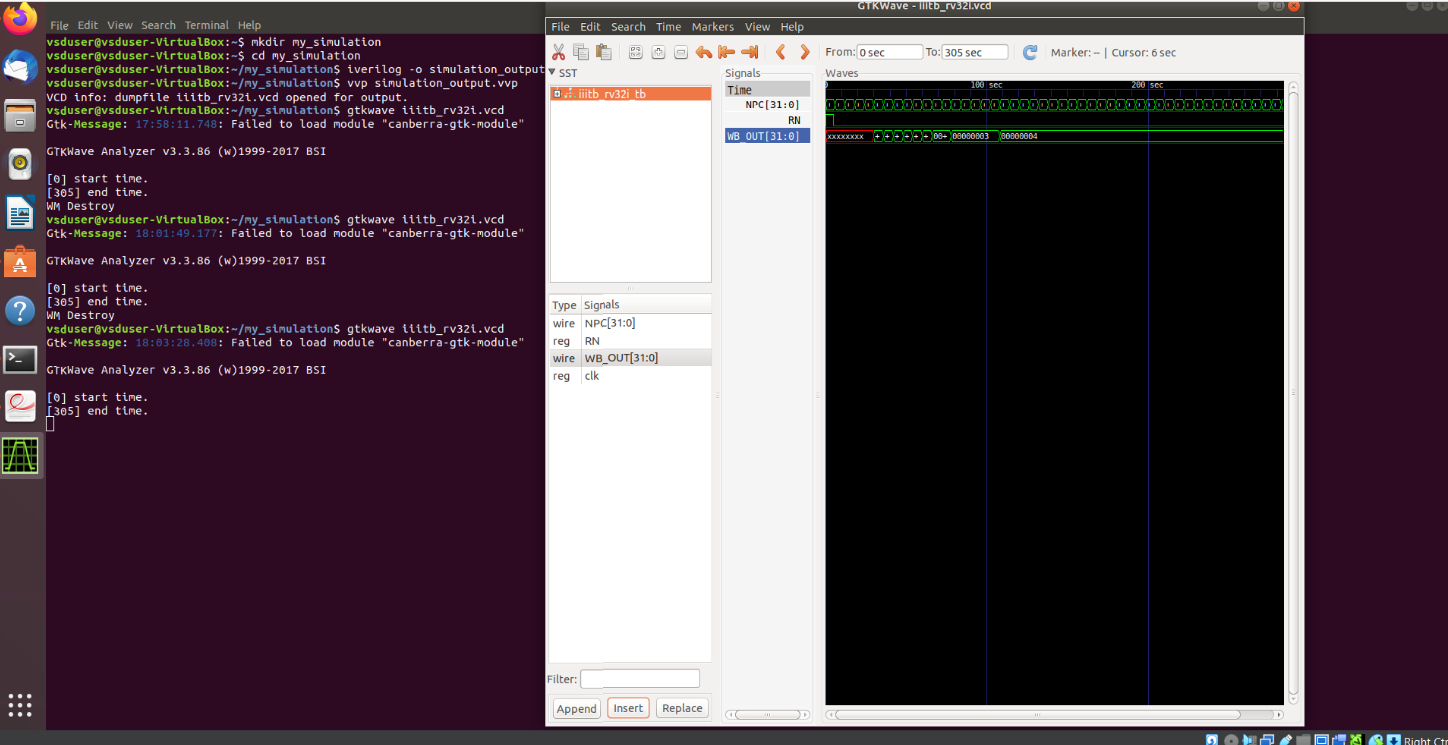 File Edit View Search Terminal Help
vsduser@vsduser-VirtualBox:~$ mkdir my_simulation
vsduser@vsduser-VirtualBox:~$ cd my_simulation
vsduser@vsduser-VirtualBox:~/my_simulation$ iverilog -o simulation_output
vsduser@vsduser-VirtualBox:~/my_simulation$ vvp simulation_output.vvp
VCD info: dumpfile iiitb_rv32i.vcd opened for output.
vsduser@vsduser-VirtualBox:~/my_simulation$ gtkwave iiitb_rv32i.vcd
Gtk-Message: 17:58:11.748: Failed to load module "canberra-gtk-module"
GTKWave Analyzer v3.3.86 (w)1999-2017 BSI
[0] start time.
[305] end time.
WM Destroy
vsduser@vsduser-VirtualBox:~/my_simulation$ gtkwave iiitb_rv32i.vcd
Gtk-Message: 18:01:49.177: Failed to load module "canberra-gtk-module"
GTKWave Analyzer v3.3.86 (w)1999-2017 BSI
[0] start time.
[305] end time.
WM Destroy
vsduser@vsduser-VirtualBox:~/my_simulation$ gtkwave iiitb_rv32i.vcd
Gtk-Message: 18:03:28.408: Failed to load module "canberra-gtk-module"
GTKWave Analyzer v3.3.86 (w)1999-2017 BSI
[0] start time.
[305] end time.
GTKWave - iiitb_rv32i.vcd
File Edit Search Time Markers View Help
From: 0 sec To: 305 sec Marker: -- | Cursor: 6 sec
SST
iiitb_rv32i_tb
Type Signals
wire NPC[31:0]
reg RN
wire WB_OUT[31:0]
reg clk
Filter:
Append Insert Replace
Signals
Time
NPC[31:0]
RN
WB_OUT[31:0]
Waves
0 100 sec 200 sec
xxxxxxxx + + + + + + 00+ 00000003 00000004
Right Ctr